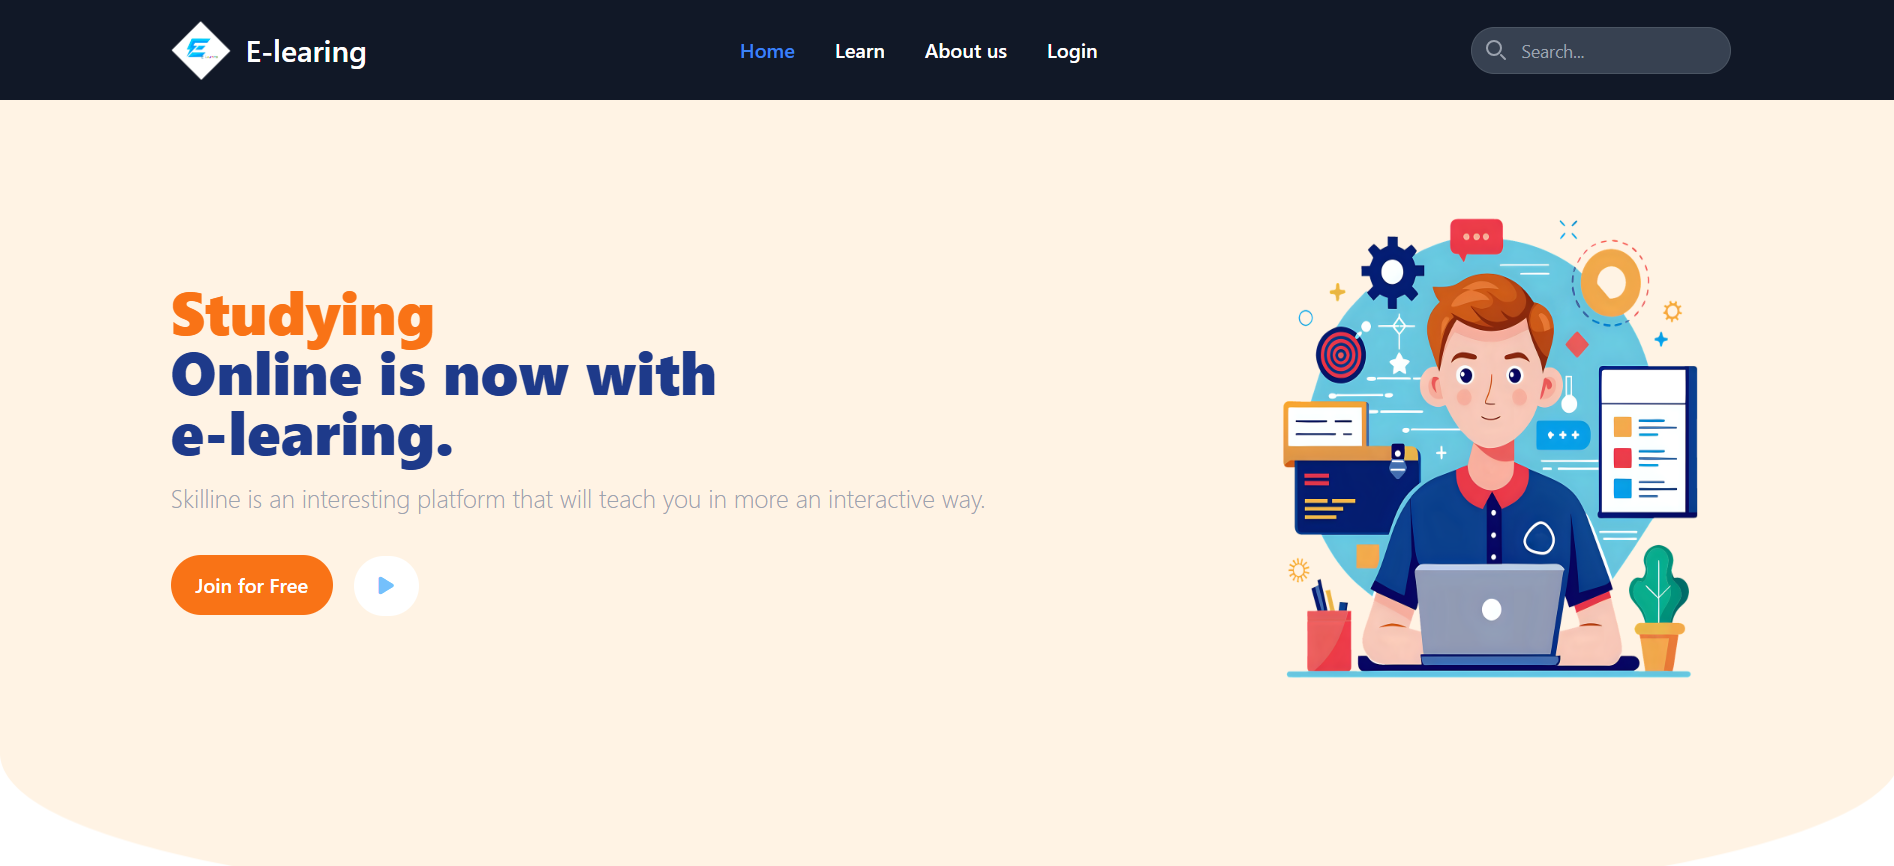 E-learing
Home Learn About us Login
Search...
Studying
Online is now with
e-learing.
Skilline is an interesting platform that will teach you in more an interactive way.
Join for Free